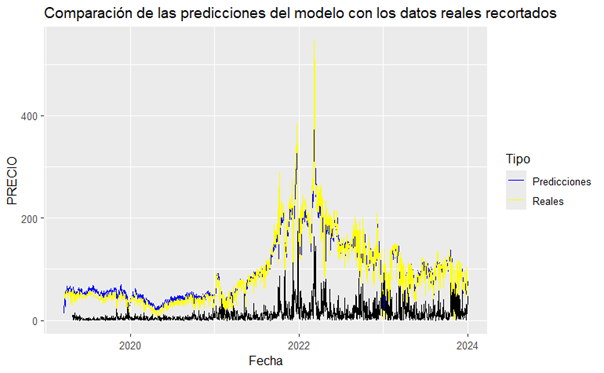 Comparación de las predicciones del modelo con los datos reales recortados
PRECIO
400
200
0
2020
2022
2024
Fecha
Tipo
Predicciones
Reales